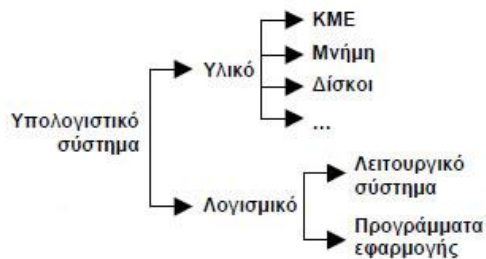 Υπολογιστικό
σύστημα
Υλικό
ΚΜΕ
Μνήμη
Δίσκοι
...
Λογισμικό
Λειτουργικό
σύστημα
Προγράμματα
εφαρμογής